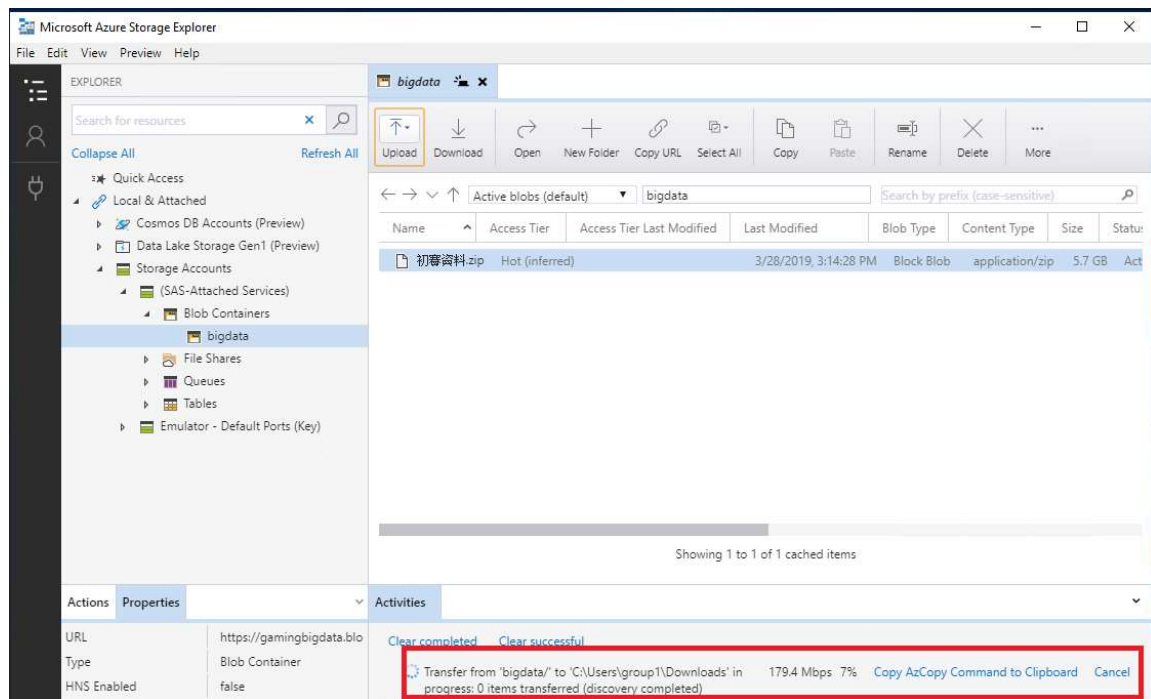 Microsoft Azure Storage Explorer
File Edit View Preview Help
EXPLORER
Search for resources
Collapse All Refresh All
Quick Access
Local & Attached
Cosmos DB Accounts (Preview)
Data Lake Storage Gen1 (Preview)
Storage Accounts
(SAS-Attached Services)
Blob Containers
bigdata
File Shares
Queues
Tables
Emulator - Default Ports (Key)
bigdata
Upload Download Open New Folder Copy URL Select All Copy Paste Rename Delete More
Active blobs (default) bigdata Search by prefix (case-sensitive)
Name Access Tier Access Tier Last Modified Last Modified Blob Type Content Type Size Status
初審資料.zip Hot (inferred) 3/28/2019, 3:14:28 PM Block Blob application/zip 5.7 GB Act
Showing 1 to 1 of 1 cached items
Actions Properties
URL https://gamingbigdata.blo
Type Blob Container
HNS Enabled false
Activities
Clear completed Clear successful
Transfer from 'bigdata/' to 'C:\Users\group1\Downloads' in 179.4 Mbps 7% Copy AzCopy Command to Clipboard Cancel
progress: 0 items transferred (discovery completed)